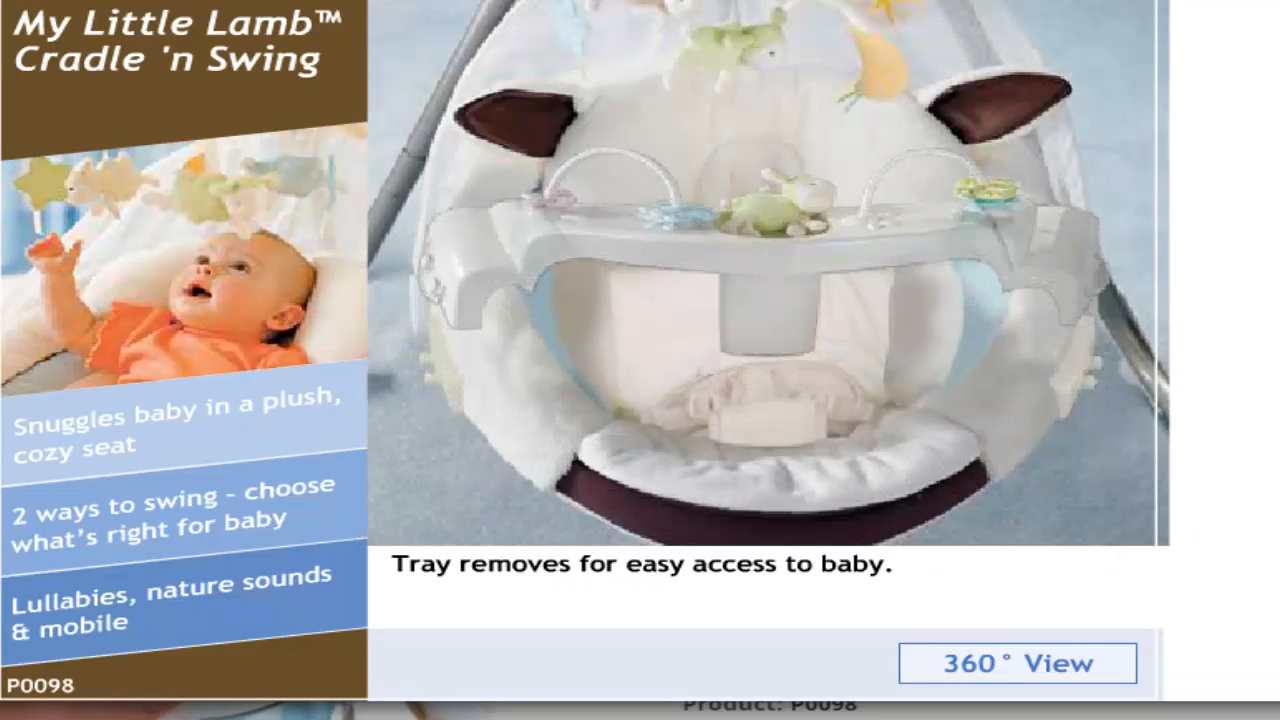 My Little Lamb™
Cradle 'n Swing
Snuggles baby in a plush,
cozy seat
2 ways to swing - choose
what's right for baby
Lullabies, nature sounds
& mobile
P0098
Tray removes for easy access to baby.
360° View
Product: P0098